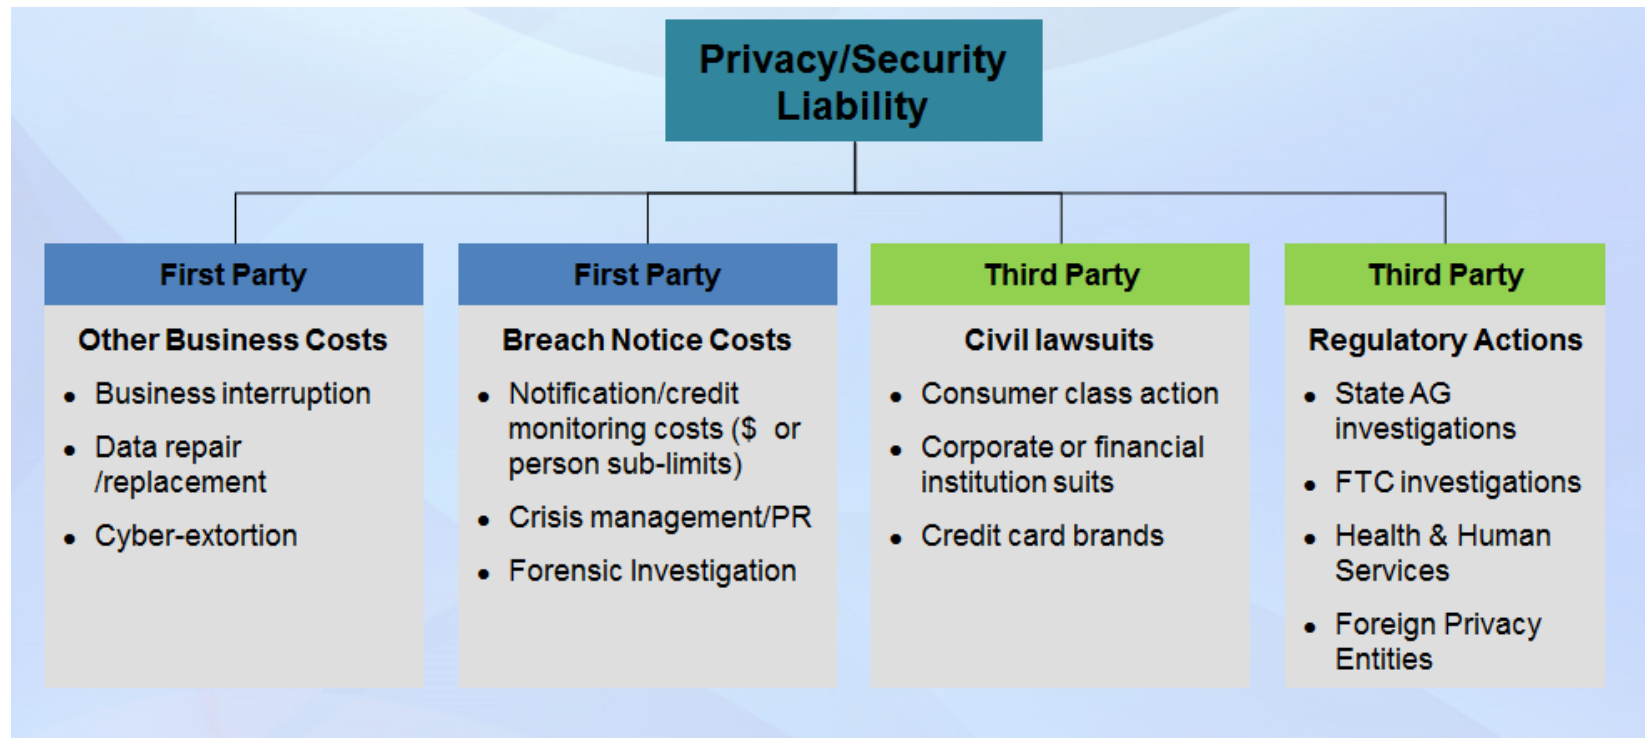 Privacy/Security
Liability
First Party
Other Business Costs
• Business interruption
• Data repair
/replacement
• Cyber-extortion
First Party
Breach Notice Costs
• Notification/credit
monitoring costs ($ or
person sub-limits)
• Crisis management/PR
• Forensic Investigation
Third Party
Civil lawsuits
• Consumer class action
• Corporate or financial
institution suits
• Credit card brands
Third Party
Regulatory Actions
• State AG
investigations
• FTC investigations
• Health & Human
Services
• Foreign Privacy
Entities